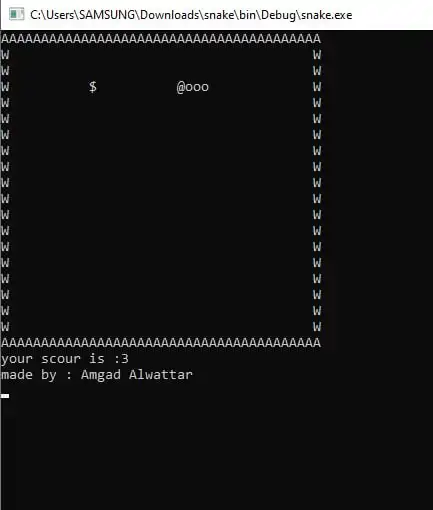 C:\Users\SAMSUNG\Downloads\snake\bin\Debug\snake.exe
AAAAAAAAAAAAAAAAAAAAAAAAAAAAAAAAAAAAAAAA
W                                      W
W                                      W
W          $          @ooo             W
W                                      W
W                                      W
W                                      W
W                                      W
W                                      W
W                                      W
W                                      W
W                                      W
W                                      W
W                                      W
W                                      W
W                                      W
W                                      W
W                                      W
AAAAAAAAAAAAAAAAAAAAAAAAAAAAAAAAAAAAAAAA
your scour is :3
made by : Amgad Alwattar